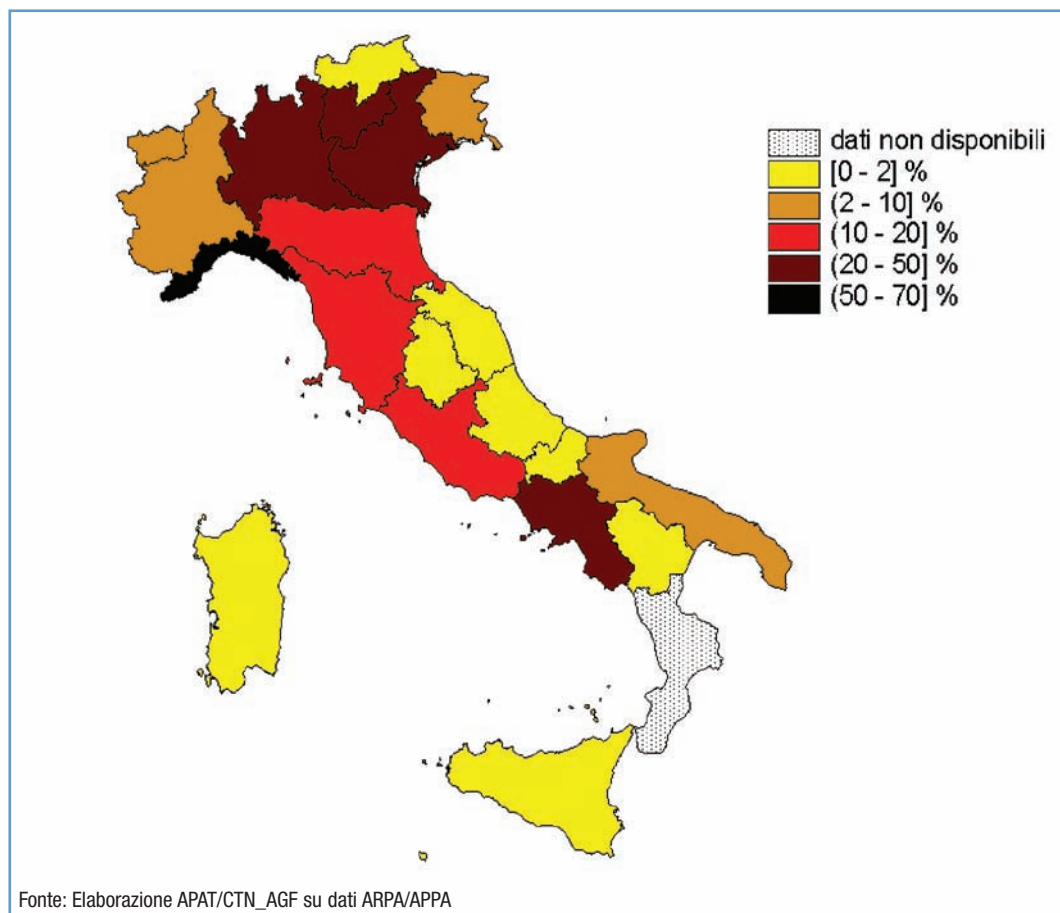 dati non disponibili
[0 - 2] %
(2 - 10] %
(10 - 20] %
(20 - 50] %
(50 - 70] %
Fonte: Elaborazione APAT/CTN_AGF su dati ARPA/APPA